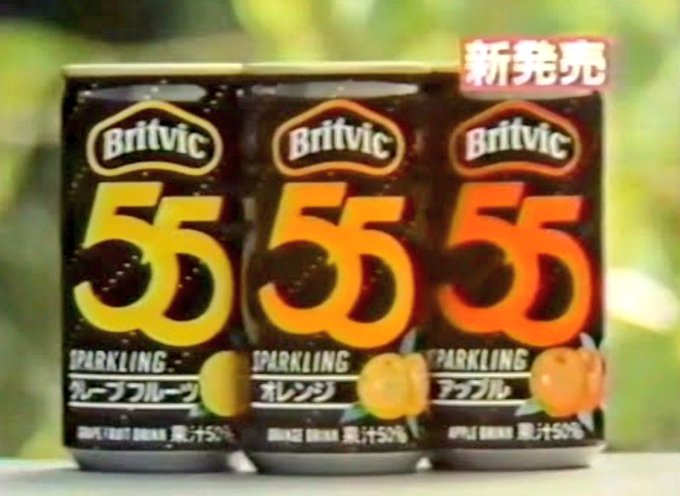 新発売
Britvic
55
SPARKLING
グレープフルーツ
GRAPE FRUIT DRINK 果汁50%
Britvic
55
SPARKLING
オレンジ
ORANGE DRINK 果汁50%
Britvic
55
SPARKLING
アップル
APPLE DRINK 果汁50%